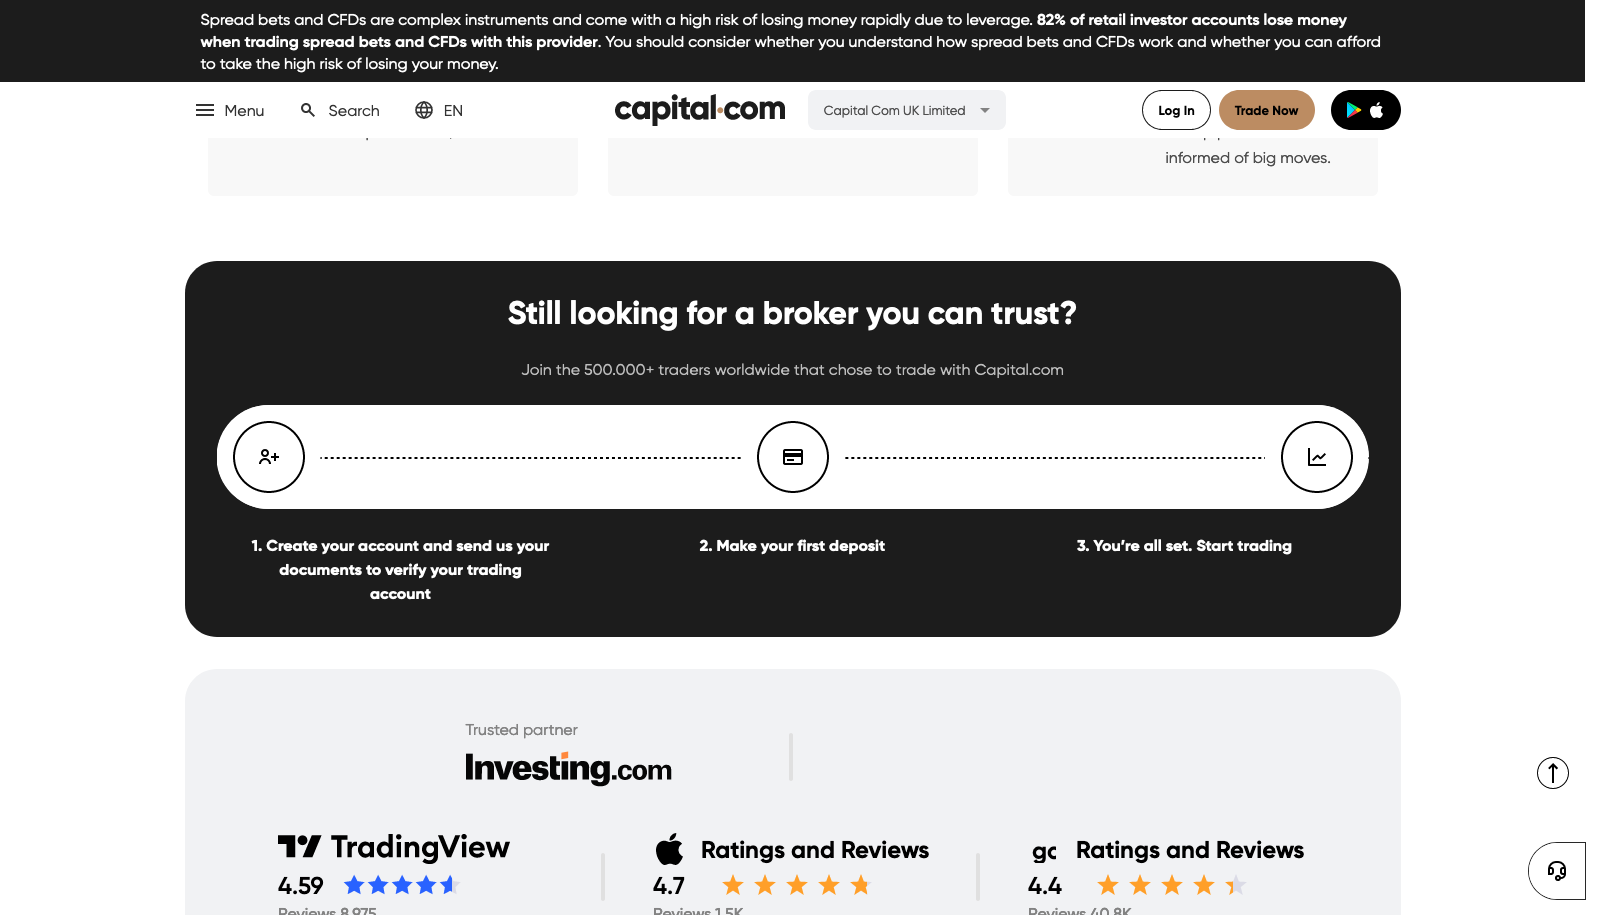 Spread bets and CFDs are complex instruments and come with a high risk of losing money rapidly due to leverage. 82% of retail investor accounts lose money
when trading spread bets and CFDs with this provider. You should consider whether you understand how spread bets and CFDs work and whether you can afford
to take the high risk of losing your money.
Menu
Search
EN
capital.com
Capital Com UK Limited
Log In
Trade Now
informed of big moves.
Still looking for a broker you can trust?
Join the 500.000+ traders worldwide that chose to trade with Capital.com
1. Create your account and send us your
documents to verify your trading
account
2. Make your first deposit
3. You’re all set. Start trading
Trusted partner
Investing.com
TradingView
4.59
Reviews 8,975
Ratings and Reviews
4.7
Reviews 1.5K
Ratings and Reviews
4.4
Reviews 40.8K